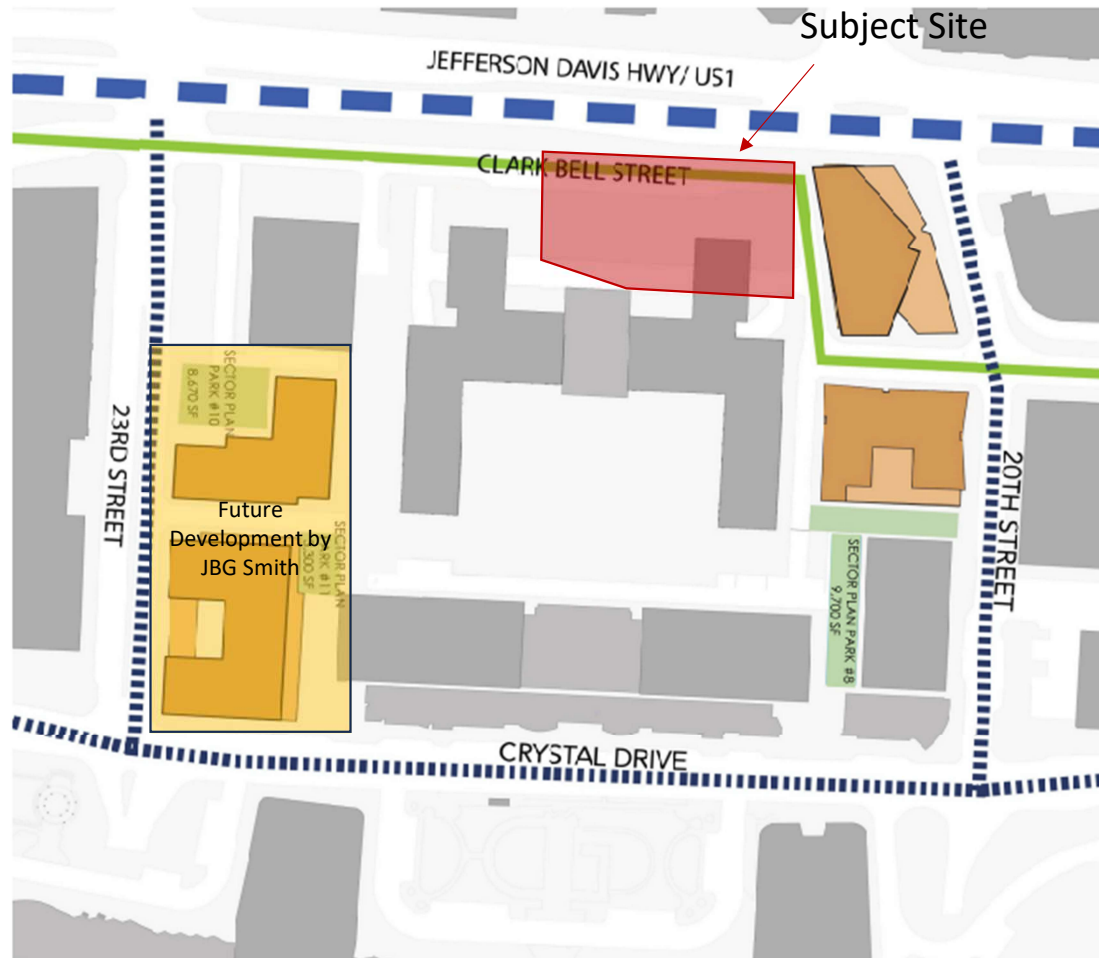 Subject Site
JEFFERSON DAVIS HWY/ US1
CLARK BELL STREET
SECTOR PLAN
PARK #10
8,670 SF
23RD STREET
Future
Development by
JBG Smith
SECTOR PLAN
PARK #11
,300 SF
20TH STREET
SECTOR PLAN PARK #8
9,700 SF
CRYSTAL DRIVE